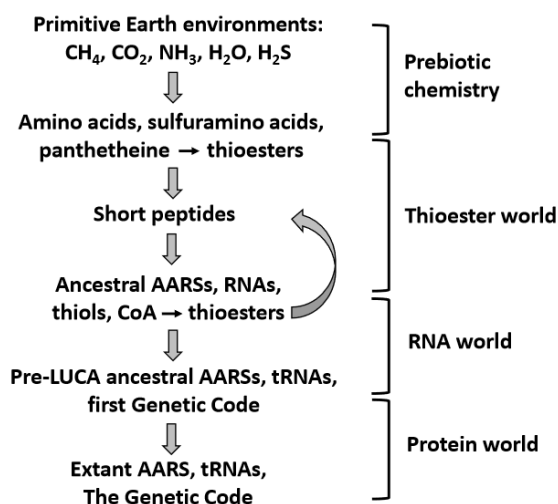 Primitive Earth environments:
CH₄, CO₂, NH₃, H₂O, H₂S
Prebiotic
chemistry
Amino acids, sulfuramino acids,
panthetheine → thioesters
Short peptides
Thioester world
Ancestral AARSs, RNAs,
thiols, CoA → thioesters
RNA world
Pre-LUCA ancestral AARSs, tRNAs,
first Genetic Code
Protein world
Extant AARS, tRNAs,
The Genetic Code